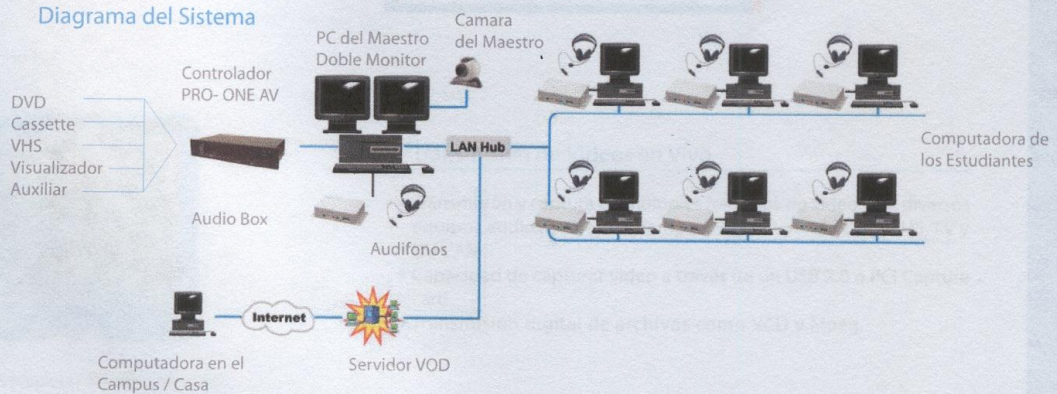 Diagrama del Sistema
Camara
del Maestro
PC del Maestro
Doble Monitor
Controlador
PRO- ONE AV
DVD
Cassette
VHS
Visualizador
Auxiliar
LAN Hub
Computadora de
los Estudiantes
Audio Box
Audifonos
Internet
Computadora en el
Campus / Casa
Servidor VOD